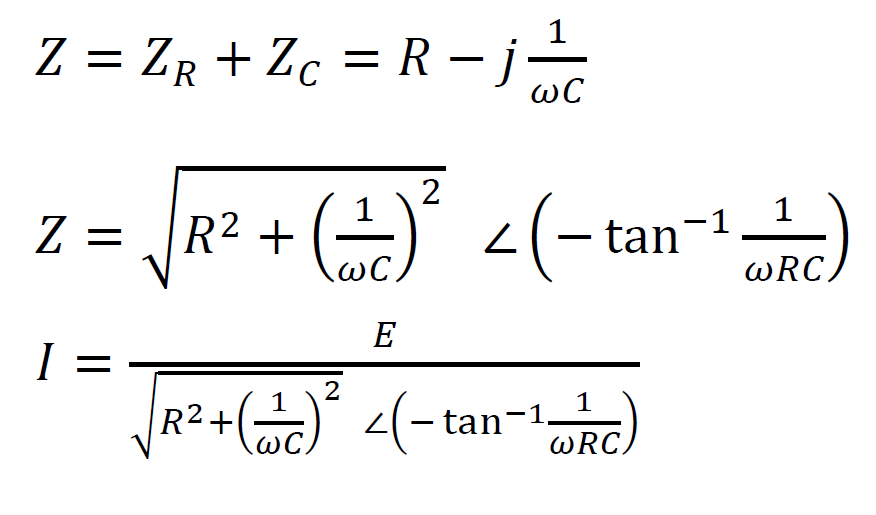 Z = Z_R + Z_C = R − j 1/(ωC)
Z = √(R² + (1/(ωC))²) ∠(− tan⁻¹ 1/(ωRC))
I = E / (√(R²+(1/(ωC))²) ∠(− tan⁻¹ 1/(ωRC)))